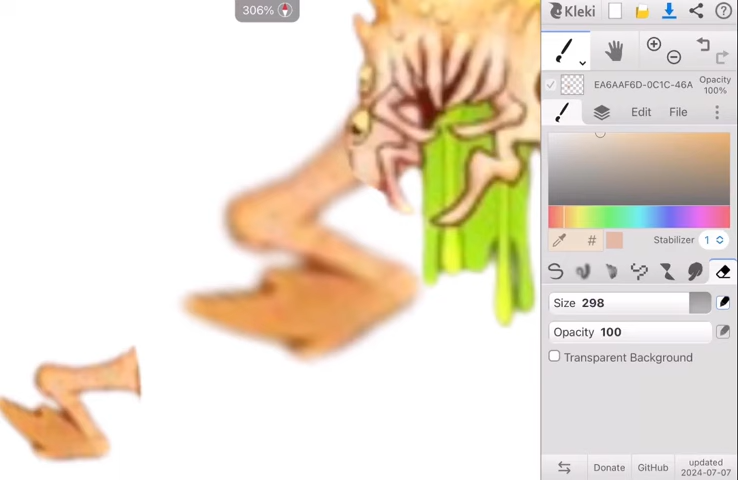 306%
Kleki
EA6AAF6D-0C1C-46A
Opacity
100%
Edit
File
#
Stabilizer 1
Size 298
Opacity 100
Transparent Background
Donate
GitHub
updated
2024-07-07